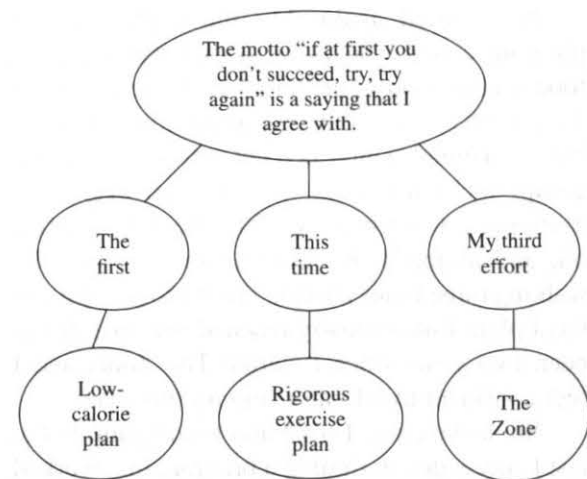 The motto “if at first you
don’t succeed, try, try
again” is a saying that I
agree with.
The
first
This
time
My third
effort
Low-
calorie
plan
Rigorous
exercise
plan
The
Zone